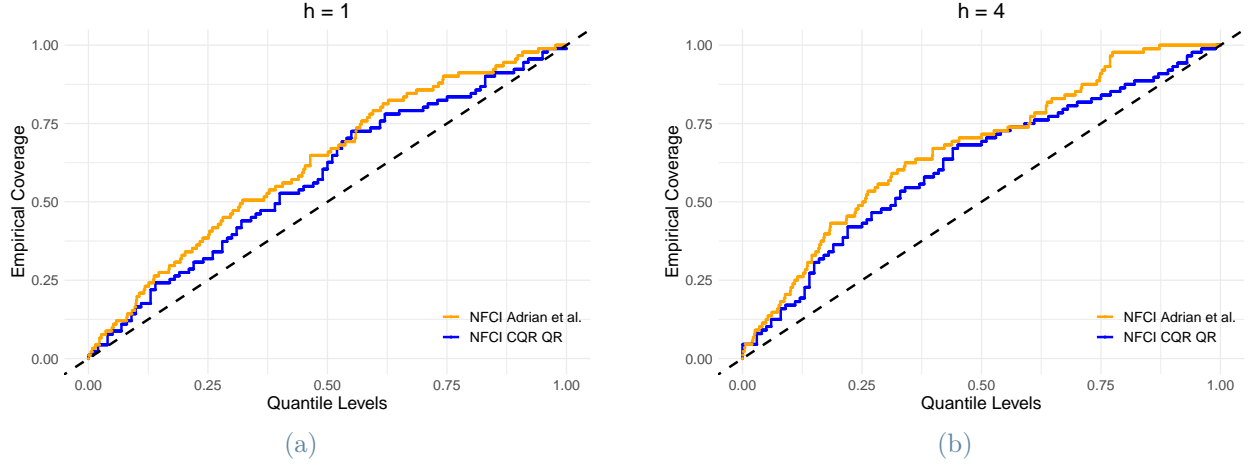 h = 1
1.00
0.75
0.50
0.25
0.00
Empirical Coverage
NFCI Adrian et al.
NFCI CQR QR
0.00 0.25 0.50 0.75 1.00
Quantile Levels
(a)
h = 4
1.00
0.75
0.50
0.25
0.00
Empirical Coverage
NFCI Adrian et al.
NFCI CQR QR
0.00 0.25 0.50 0.75 1.00
Quantile Levels
(b)